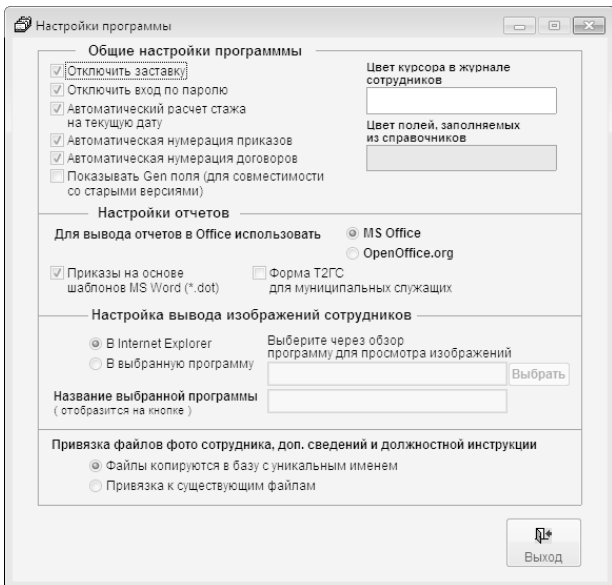 Настройки программы
Общие настройки программмы
Отключить заставку
Отключить вход по паролю
Автоматический расчет стажа
на текущую дату
Автоматическая нумерация приказов
Автоматическая нумерация договоров
Показывать Gen поля (для совместимости
со старыми версиями)
Цвет курсора в журнале
сотрудников
Цвет полей, заполняемых
из справочников
Настройки отчетов
Для вывода отчетов в Office использовать
MS Office
OpenOffice.org
Приказы на основе
шаблонов MS Word (*.dot)
Форма Т2ГС
для муниципальных служащих
Настройка вывода изображений сотрудников
В Internet Explorer
В выбранную программу
Выберите через обзор
программу для просмотра изображений
Выбрать
Название выбранной программы
( отобразится на кнопке )
Привязка файлов фото сотрудника, доп. сведений и должностной инструкции
Файлы копируются в базу с уникальным именем
Привязка к существующим файлам
Выход